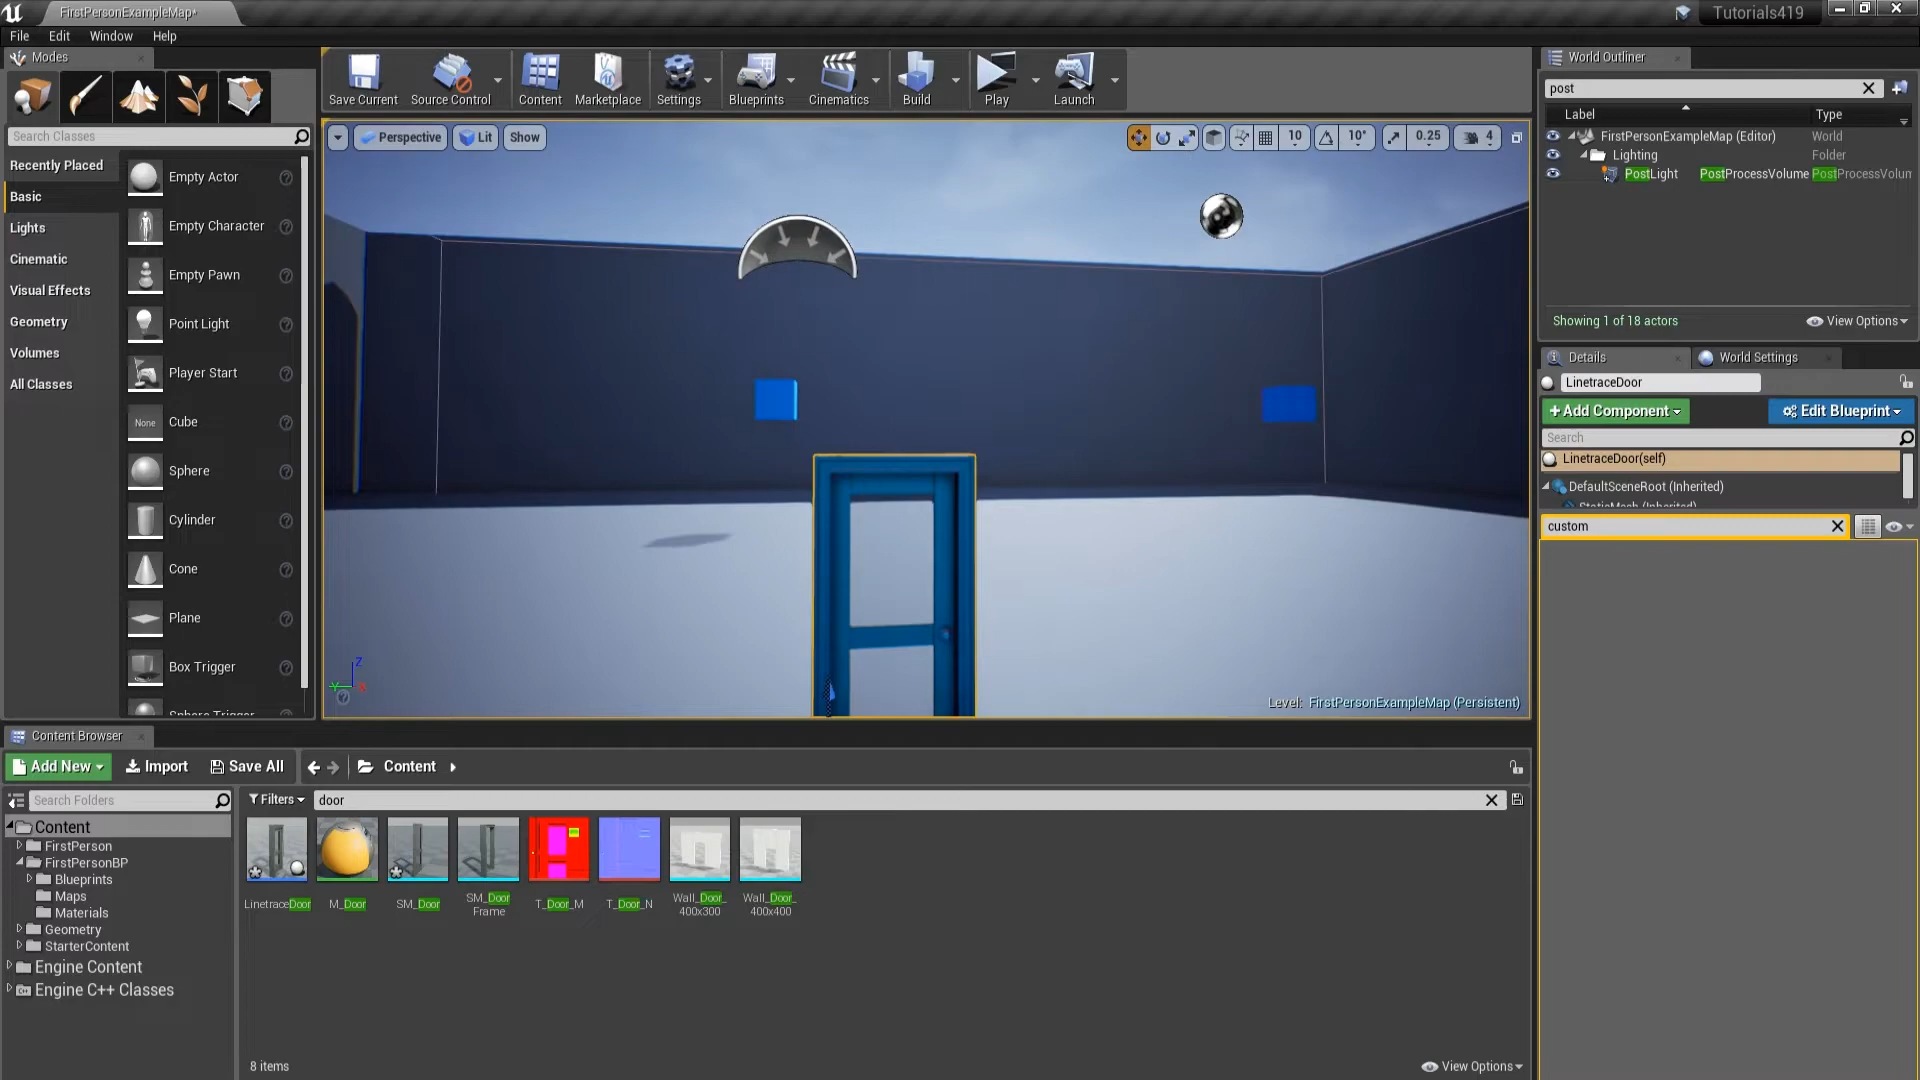 FirstPersonExampleMap*
Tutorials419
File Edit Window Help
Modes
Save Current
Source Control
Content
Marketplace
Settings
Blueprints
Cinematics
Build
Play
Launch
Search Classes
Recently Placed
Basic
Lights
Cinematic
Visual Effects
Geometry
Volumes
All Classes
Empty Actor
Empty Character
Empty Pawn
Point Light
Player Start
None
Cube
Sphere
Cylinder
Cone
Plane
Box Trigger
Sphere Trigger
Perspective
Lit
Show
10
10°
0.25
4
Z
Y
Level: FirstPersonExampleMap (Persistent)
World Outliner
post
Label Type
FirstPersonExampleMap (Editor) World
Lighting Folder
PostLight PostProcessVolume PostProcessVolum
Showing 1 of 18 actors
View Options
Details
World Settings
LinetraceDoor
+Add Component
Edit Blueprint
Search
LinetraceDoor(self)
DefaultSceneRoot (Inherited)
StaticMesh (Inherited)
custom
Content Browser
Add New
Import
Save All
Content
Search Folders
Filters
door
Content
FirstPerson
FirstPersonBP
Blueprints
Maps
Materials
Geometry
StarterContent
Engine Content
Engine C++ Classes
LinetraceDoor
M_Door
SM_Door
SM_Door
Frame
T_Door_M
T_Door_N
Wall_Door_
400x300
Wall_Door_
400x400
8 items
View Options